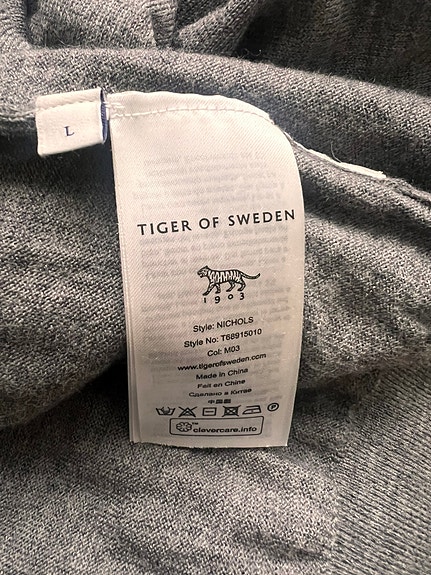 L
TIGER OF SWEDEN
1903
Style: NICHOLS
Style No: T68915010
Col: M03
www.tigerofsweden.com
Made in China
Fait en Chine
Сделано в Китае
中国製
P
clevercare.info